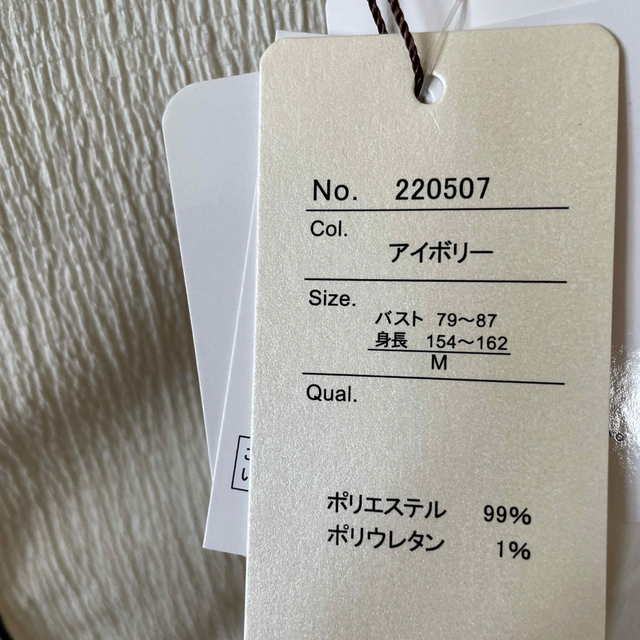 No. 220507
Col.
アイボリー
Size.
バスト 79～87
身長 154～162
M
Qual.
ポリエステル 99%
ポリウレタン 1%